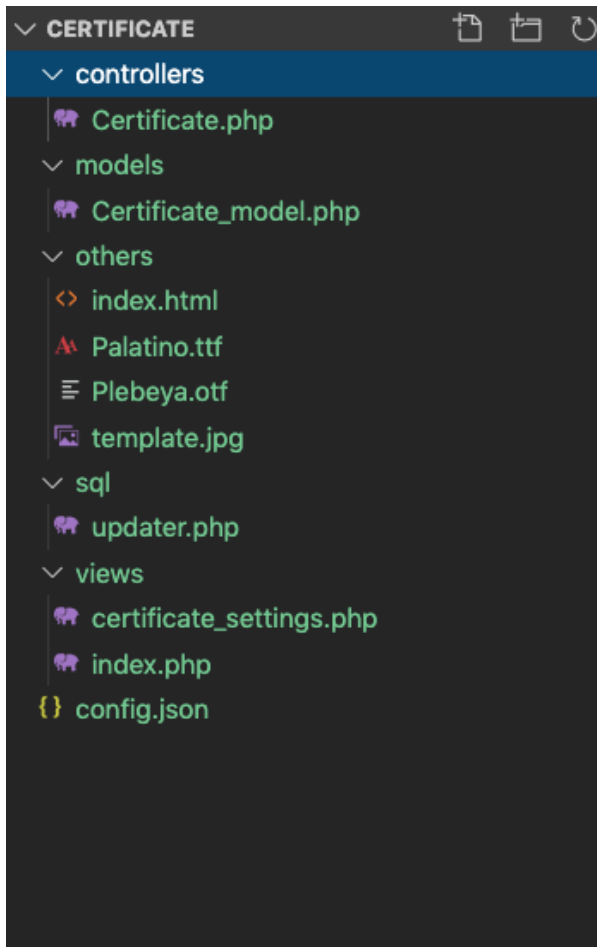 CERTIFICATE
controllers
Certificate.php
models
Certificate_model.php
others
index.html
Palatino.ttf
Plebeya.otf
template.jpg
sql
updater.php
views
certificate_settings.php
index.php
{} config.json